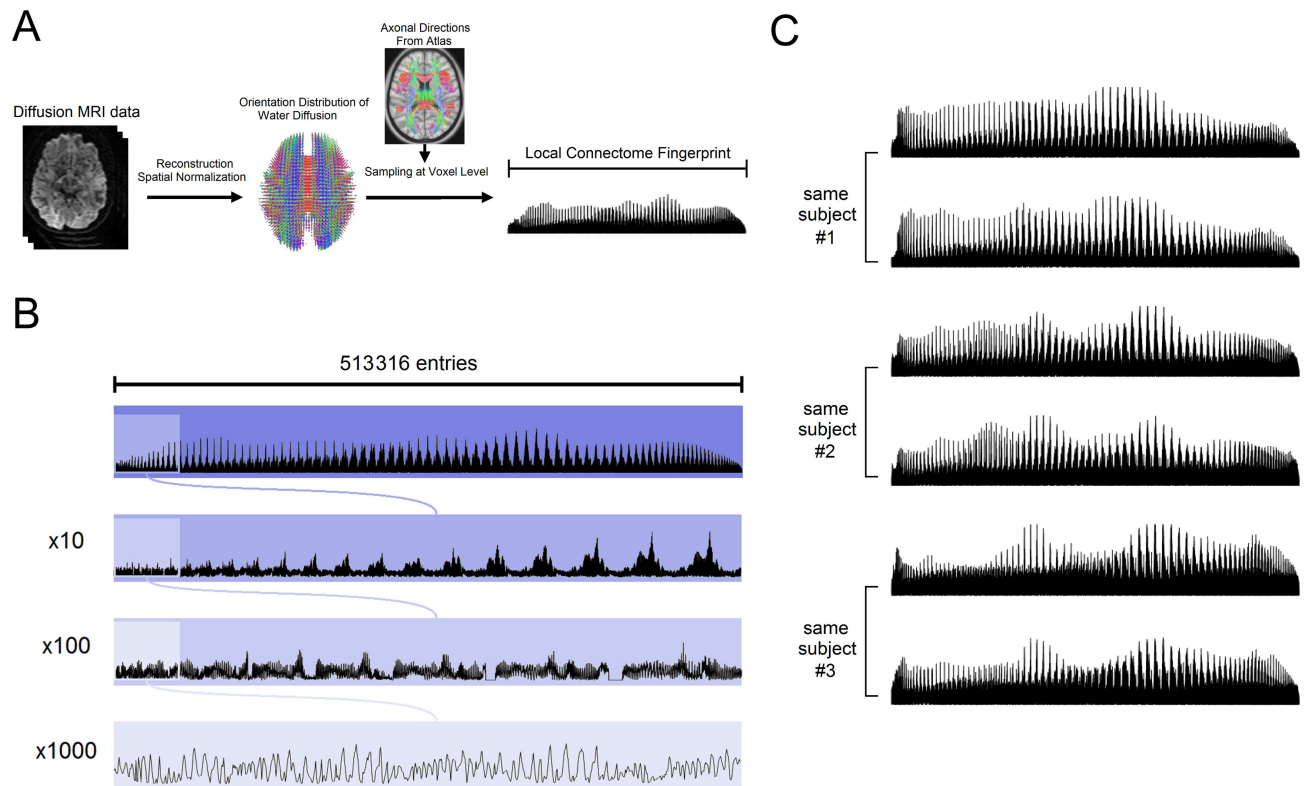 A
Diffusion MRI data
Reconstruction
Spatial Normalization
Orientation Distribution of
Water Diffusion
Axonal Directions
From Atlas
Sampling at Voxel Level
Local Connectome Fingerprint
B
513316 entries
x10
x100
x1000
C
same
subject
#1
same
subject
#2
same
subject
#3